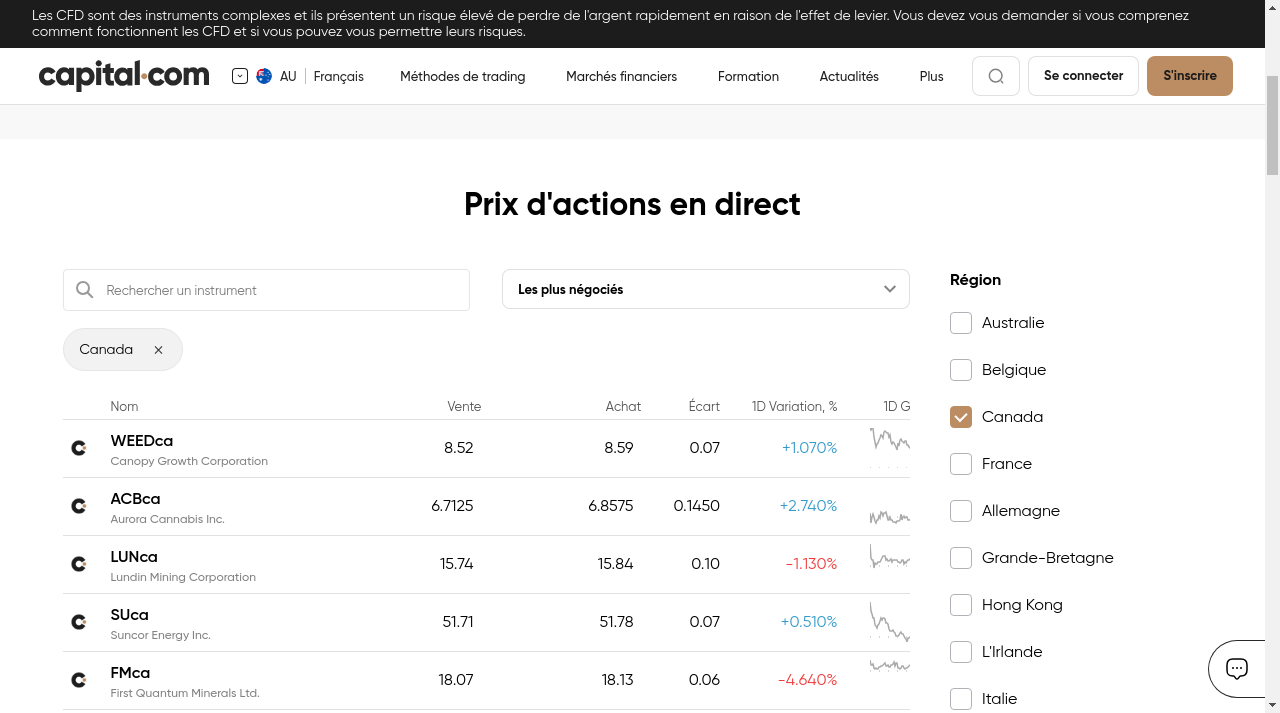 Les CFD sont des instruments complexes et ils présentent un risque élevé de perdre de l'argent rapidement en raison de l'effet de levier. Vous devez vous demander si vous comprenez
comment fonctionnent les CFD et si vous pouvez vous permettre leurs risques.
capital.com AU Français Méthodes de trading Marchés financiers Formation Actualités Plus Se connecter S'inscrire
Prix d'actions en direct
Rechercher un instrument
Les plus négociés
Canada
Nom Vente Achat Écart 1D Variation, % 1D G
WEEDca 8.52 8.59 0.07 +1.070%
Canopy Growth Corporation
ACBca 6.7125 6.8575 0.1450 +2.740%
Aurora Cannabis Inc.
LUNca 15.74 15.84 0.10 -1.130%
Lundin Mining Corporation
SUca 51.71 51.78 0.07 +0.510%
Suncor Energy Inc.
FMca 18.07 18.13 0.06 -4.640%
First Quantum Minerals Ltd.
Région
Australie
Belgique
Canada
France
Allemagne
Grande-Bretagne
Hong Kong
L'Irlande
Italie